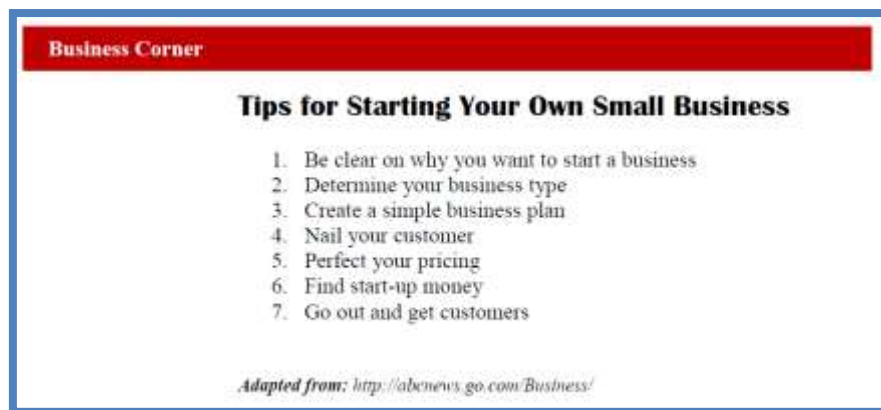 Business Corner
Tips for Starting Your Own Small Business
1. Be clear on why you want to start a business
2. Determine your business type
3. Create a simple business plan
4. Nail your customer
5. Perfect your pricing
6. Find start-up money
7. Go out and get customers
Adapted from: http://abcnews.go.com/Business/